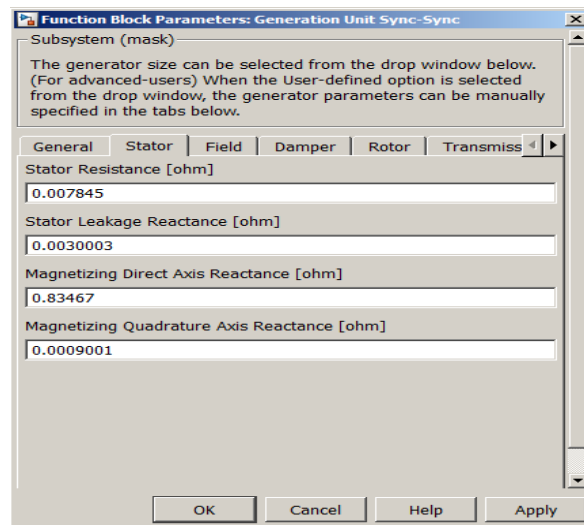 Function Block Parameters: Generation Unit Sync-Sync
Subsystem (mask)
The generator size can be selected from the drop window below.
(For advanced-users) When the User-defined option is selected
from the drop window, the generator parameters can be manually
specified in the tabs below.
General Stator Field Damper Rotor Transmiss
Stator Resistance [ohm]
0.007845
Stator Leakage Reactance [ohm]
0.0030003
Magnetizing Direct Axis Reactance [ohm]
0.83467
Magnetizing Quadrature Axis Reactance [ohm]
0.0009001
OK Cancel Help Apply